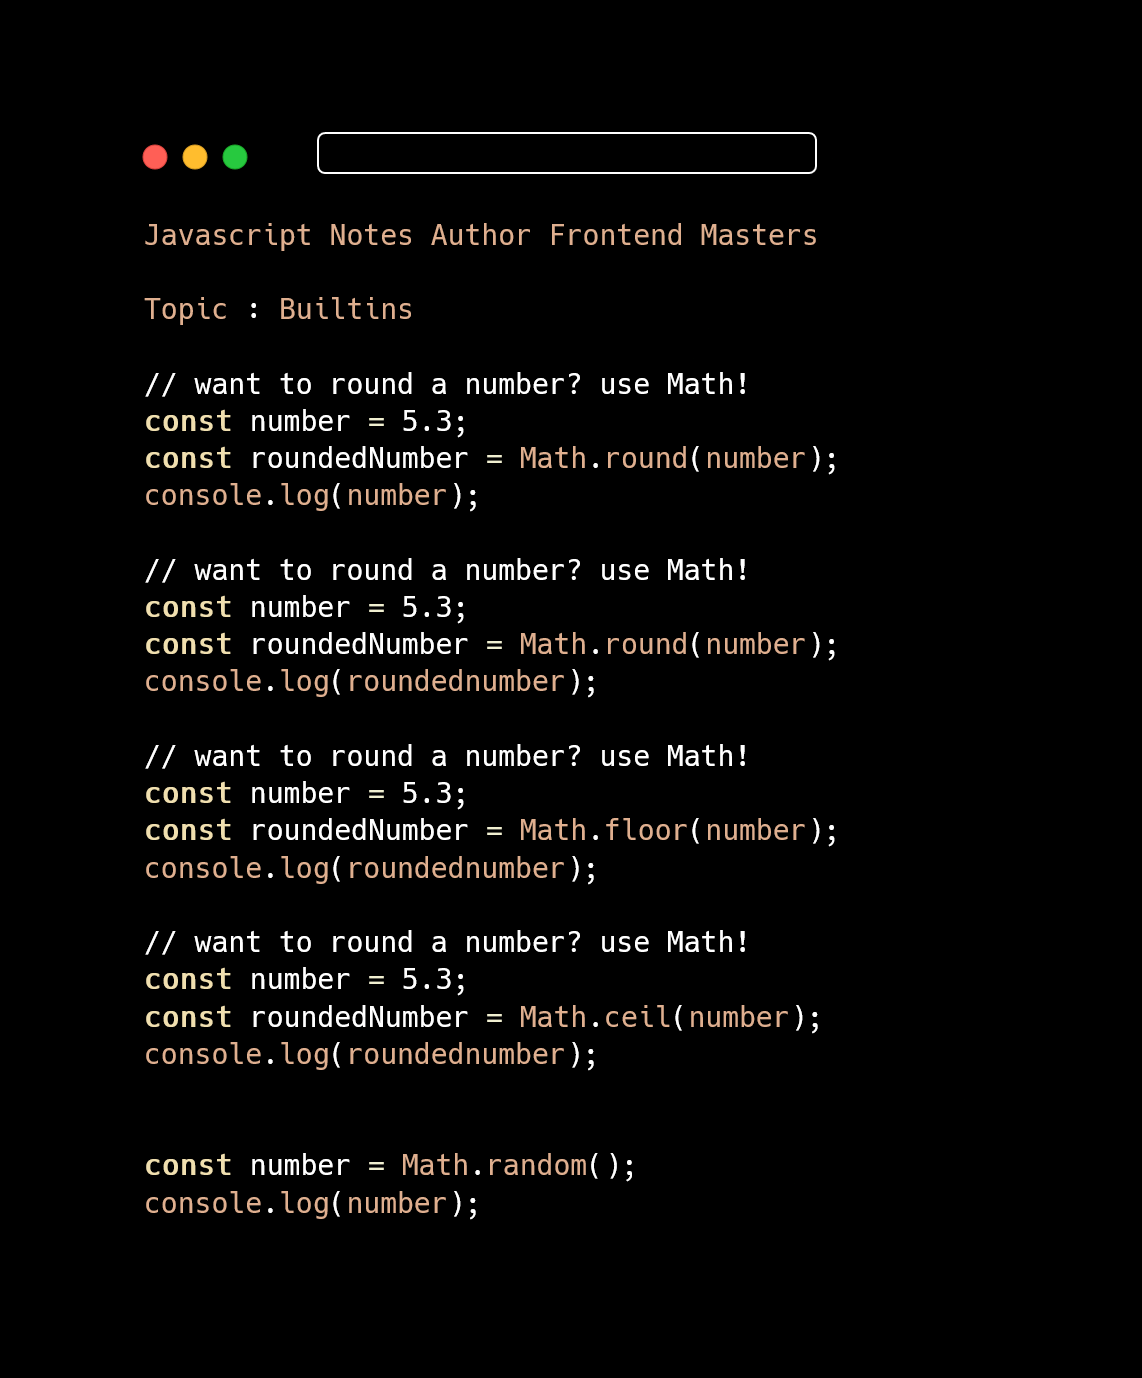 Javascript Notes Author Frontend Masters
Topic : Builtins
// want to round a number? use Math!
const number = 5.3;
const roundedNumber = Math.round(number);
console.log(number);
// want to round a number? use Math!
const number = 5.3;
const roundedNumber = Math.round(number);
console.log(roundednumber);
// want to round a number? use Math!
const number = 5.3;
const roundedNumber = Math.floor(number);
console.log(roundednumber);
// want to round a number? use Math!
const number = 5.3;
const roundedNumber = Math.ceil(number);
console.log(roundednumber);
const number = Math.random();
console.log(number);